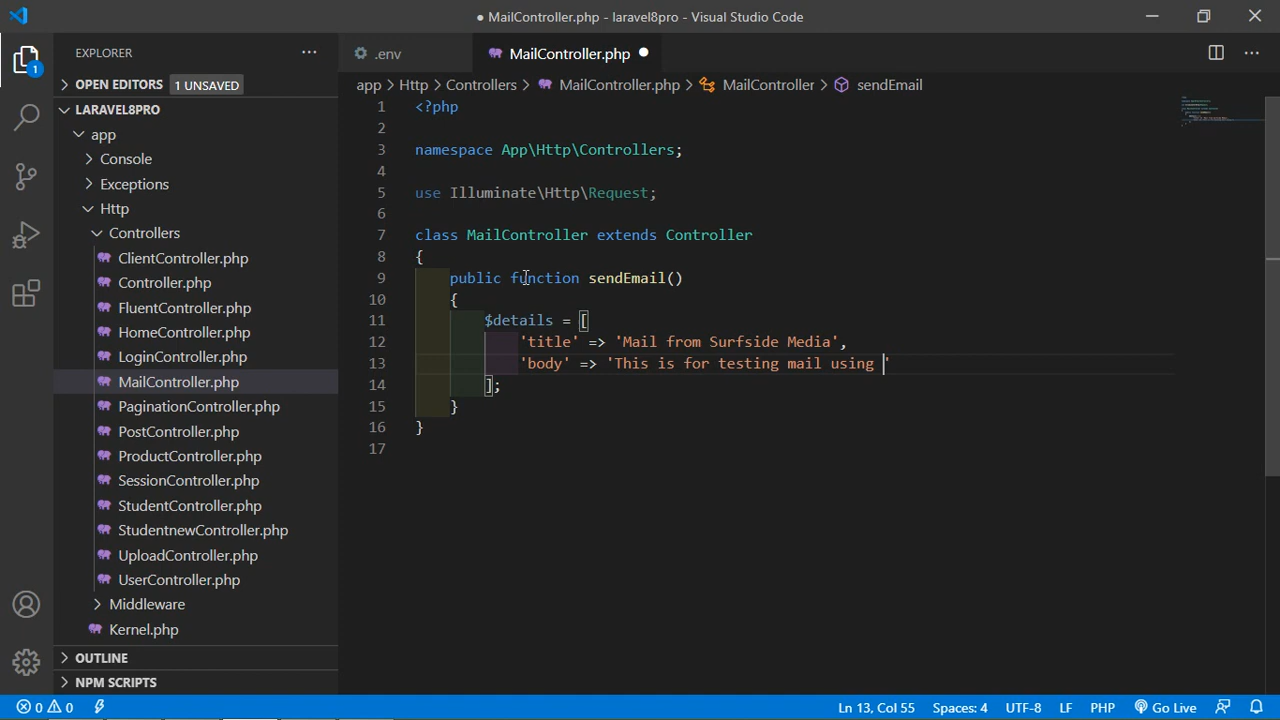 ● MailController.php - laravel8pro - Visual Studio Code
EXPLORER
OPEN EDITORS 1 UNSAVED
LARAVEL8PRO
app
Console
Exceptions
Http
Controllers
ClientController.php
Controller.php
FluentController.php
HomeController.php
LoginController.php
MailController.php
PaginationController.php
PostController.php
ProductController.php
SessionController.php
StudentController.php
StudentnewController.php
UploadController.php
UserController.php
Middleware
Kernel.php
OUTLINE
NPM SCRIPTS
1
.env MailController.php ●
app > Http > Controllers > MailController.php > MailController > sendEmail
1 <?php
2
3 namespace App\Http\Controllers;
4
5 use Illuminate\Http\Request;
6
7 class MailController extends Controller
8 {
9 public function sendEmail()
10 {
11 $details = [
12 'title' => 'Mail from Surfside Media',
13 'body' => 'This is for testing mail using '
14 ];
15 }
16 }
17
0 0 Ln 13, Col 55 Spaces: 4 UTF-8 LF PHP Go Live